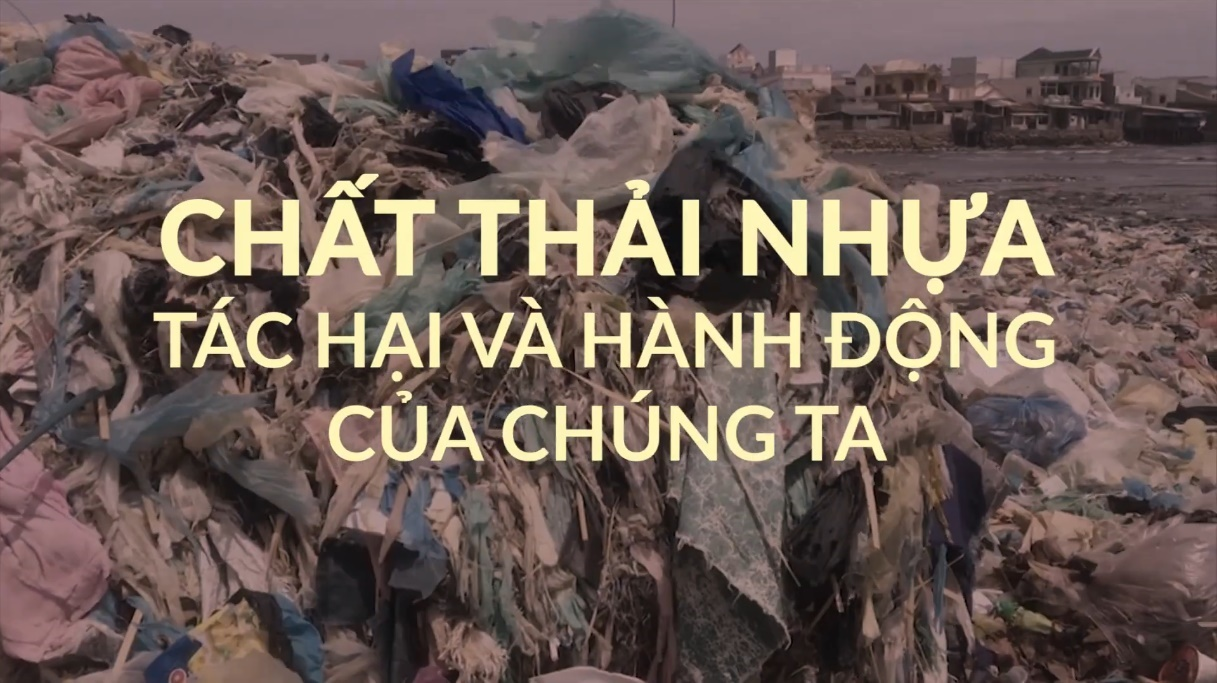 CHẤT THẢI NHỰA
TÁC HẠI VÀ HÀNH ĐỘNG
CỦA CHÚNG TA